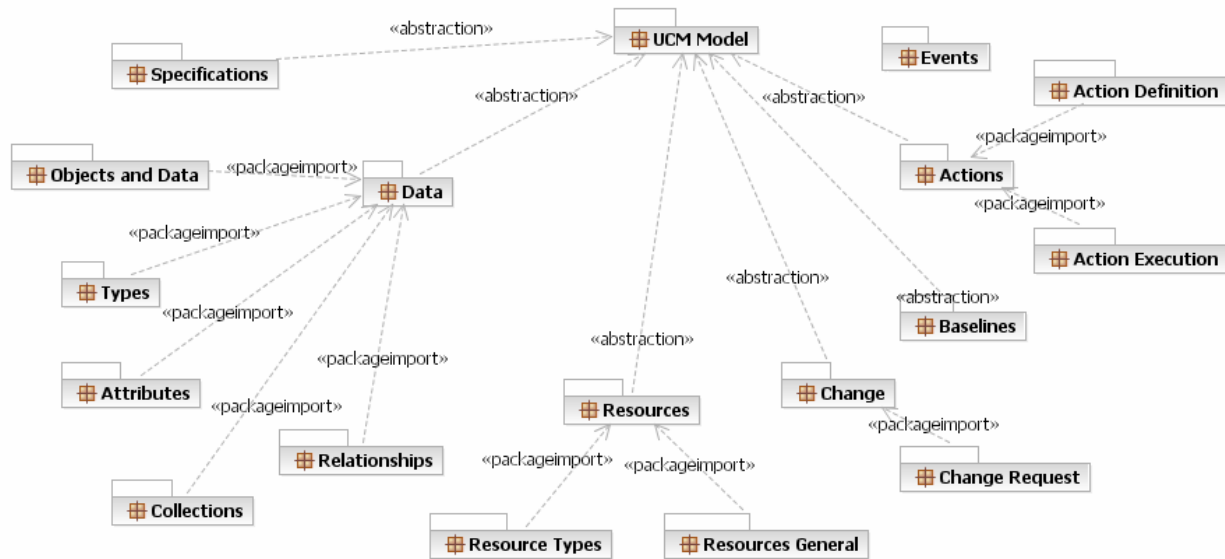 «abstraction»
UCM Model
Specifications
Events
Action Definition
«abstraction»
«abstraction»
«packageimport»
Objects and Data
«packageimport»
Data
Actions
«packageimport»
«packageimport»
Action Execution
Types
«abstraction»
«abstraction»
Baselines
«packageimport»
«packageimport»
«abstraction»
Attributes
Change
Resources
«packageimport»
«packageimport»
Relationships
«packageimport»
«packageimport»
Change Request
Collections
Resource Types
Resources General